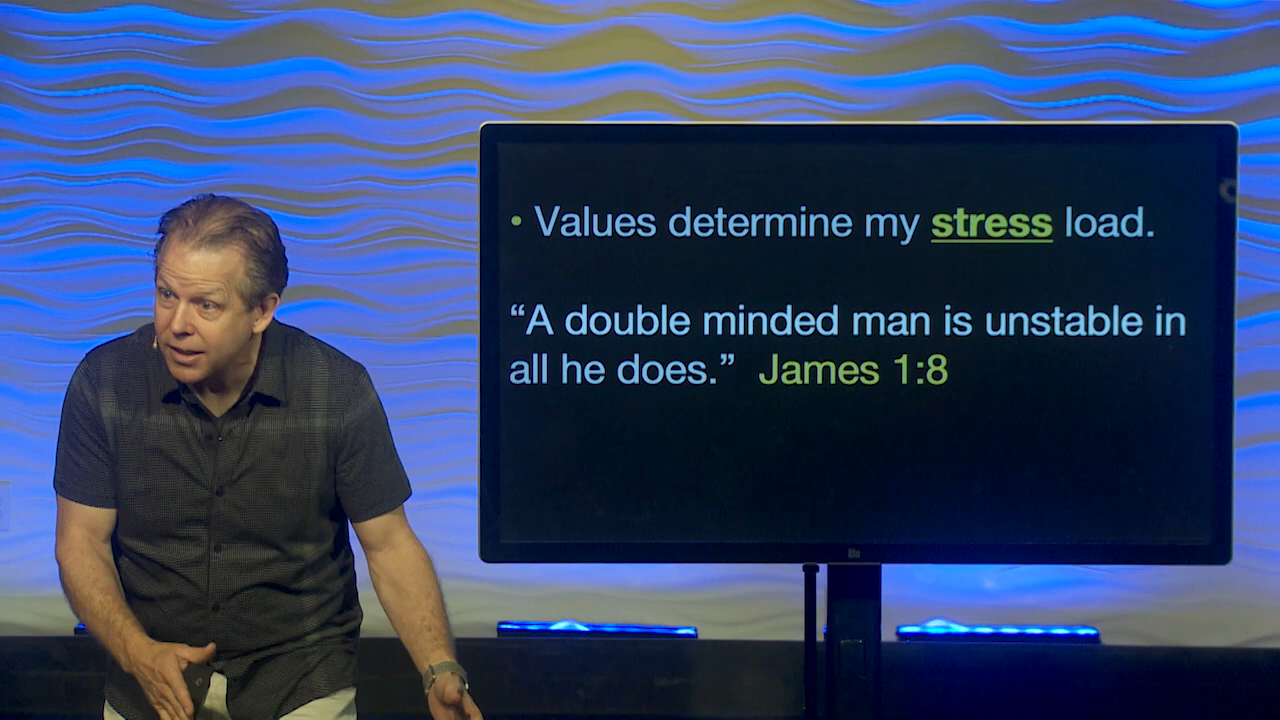 • Values determine my stress load.
“A double minded man is unstable in
all he does.” James 1:8